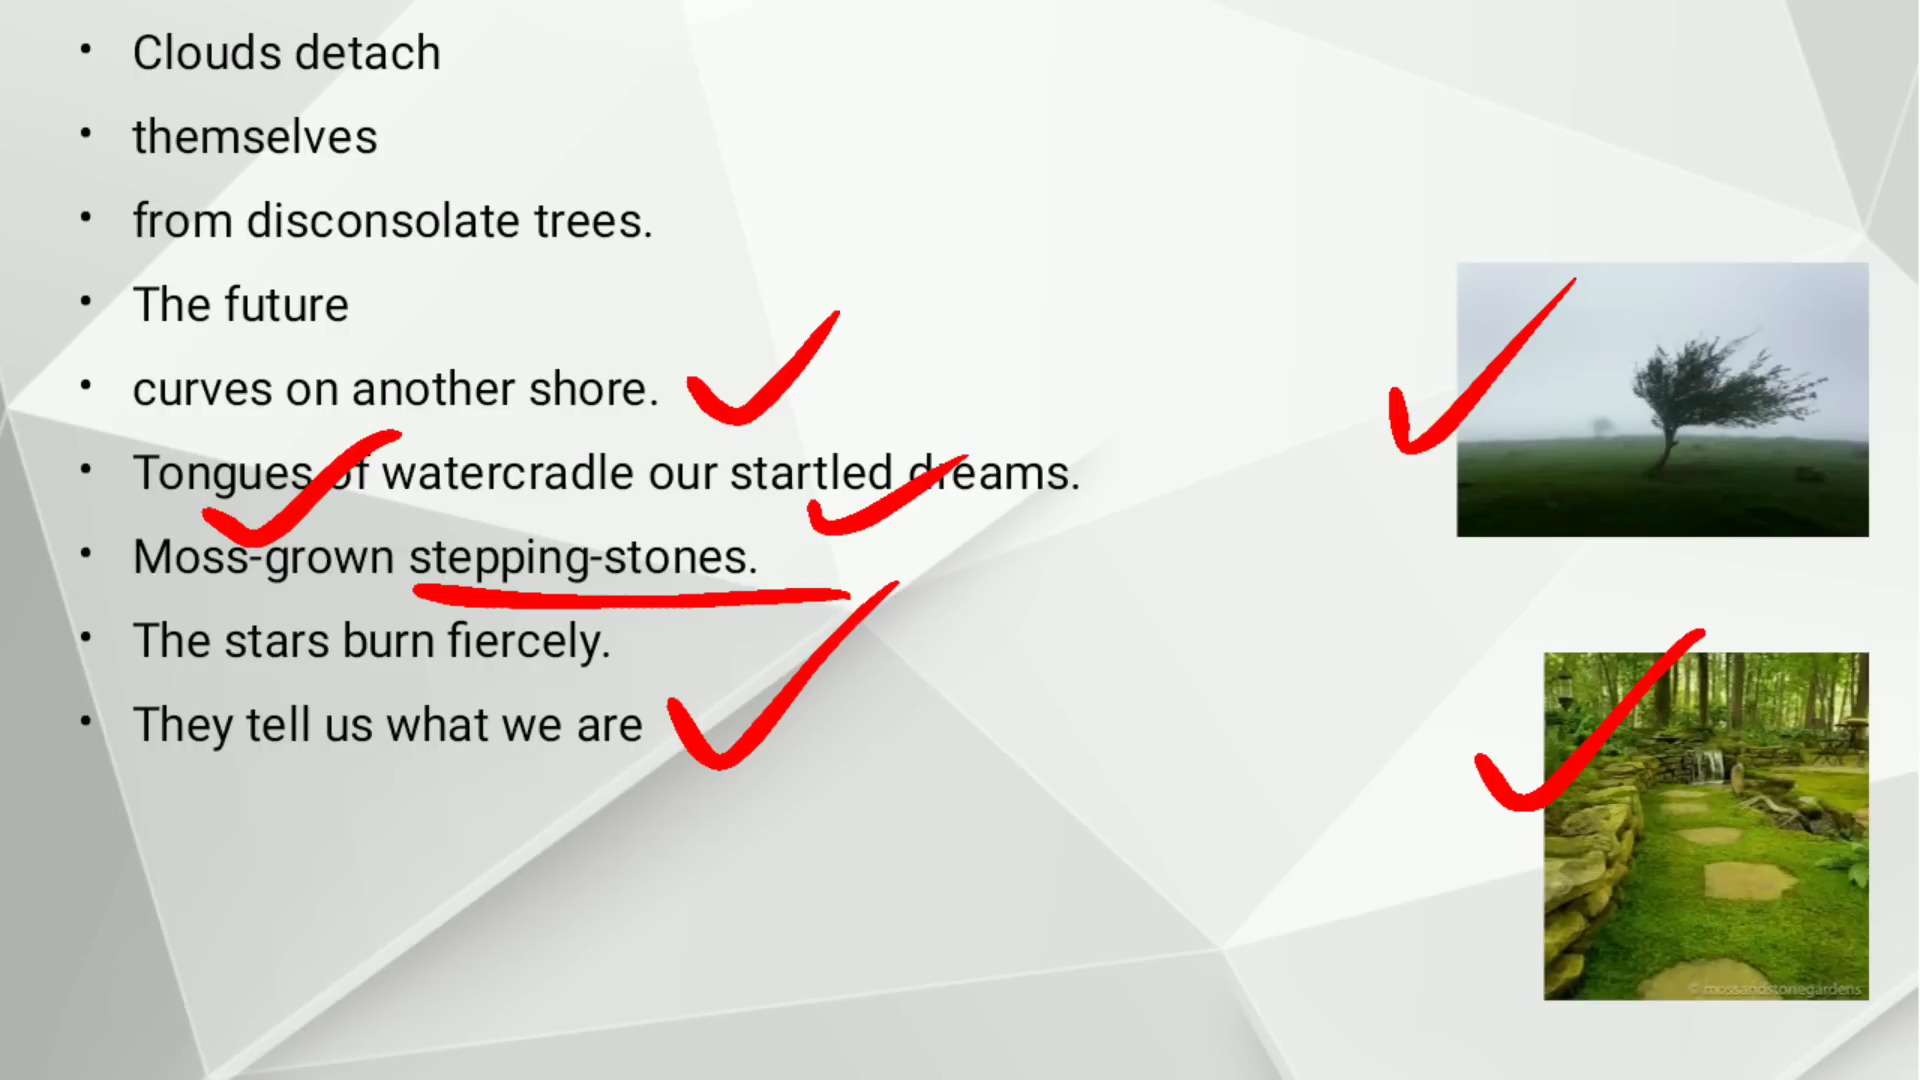 Clouds detach
themselves
from disconsolate trees.
The future
curves on another shore.
Tongues of watercradle our startled dreams.
Moss-grown stepping-stones.
The stars burn fiercely.
They tell us what we are
© mossandstonegardens